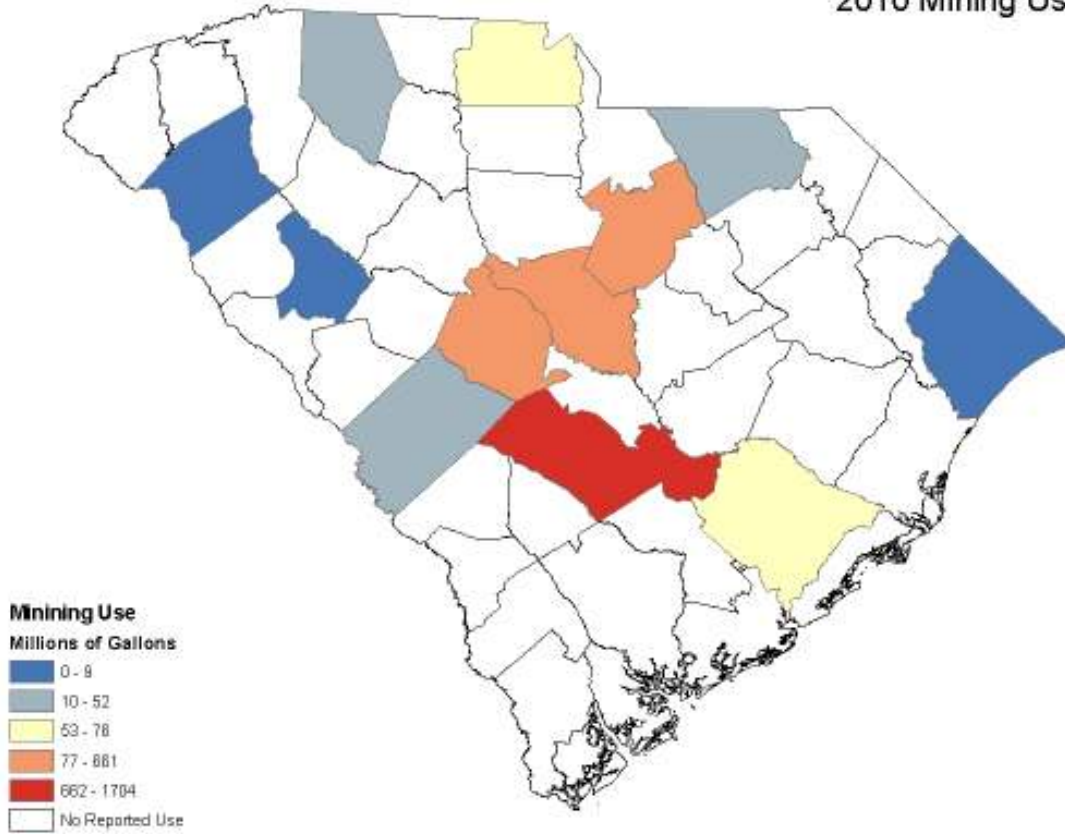 2010 Mining Us
Minining Use
Millions of Gallons
0 - 9
10 - 52
53 - 76
77 - 661
662 - 1704
No Reported Use